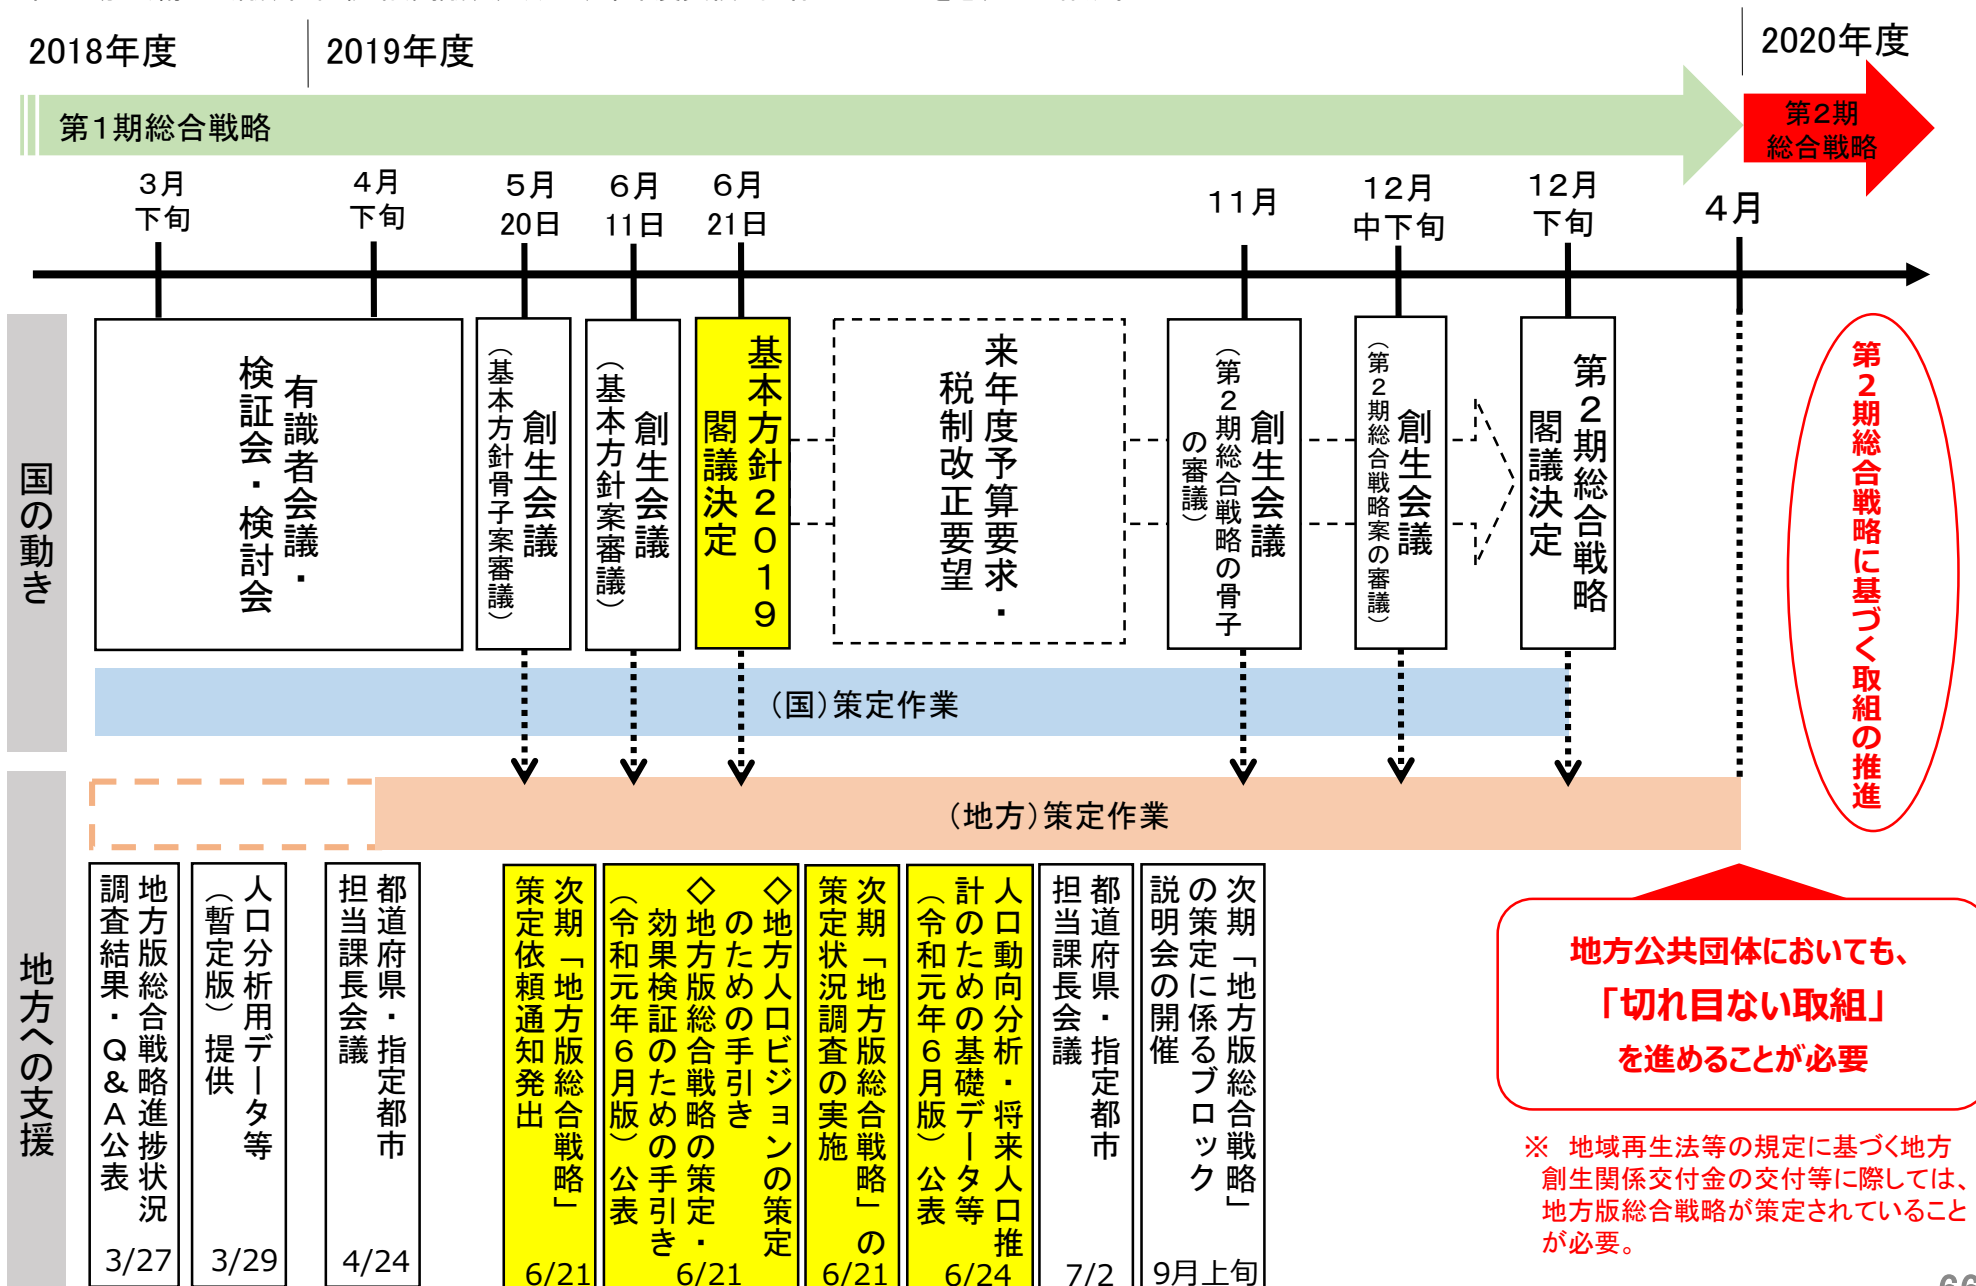 2018年度
2019年度
2020年度
第1期総合戦略
第2期
総合戦略
3月
下旬
4月
下旬
5月
20日
6月
11日
6月
21日
11月
12月
中下旬
12月
下旬
4月
国の動き
有識者会議・
検証会・検討会
創生会議
（基本方針骨子案審議）
創生会議
（基本方針案審議）
基本方針2019
閣議決定
来年度予算要求・
税制改正要望
創生会議
（第2期総合戦略の骨子
の審議）
創生会議
（第2期総合戦略案の審議）
第2期総合戦略
閣議決定
第2期総合戦略に基づく取組の推進
（国）策定作業
（地方）策定作業
地方への支援
地方版総合戦略進捗状況
調査結果・Q&A公表
3/27
人口分析用データ等
（暫定版）提供
3/29
都道府県・指定都市
担当課長会議
4/24
次期「地方版総合戦略」
策定依頼通知発出
6/21
◇地方人口ビジョンの策定
のための手引き
◇地方版総合戦略の策定・
効果検証のための手引き
（令和元年6月版）公表
6/21
次期「地方版総合戦略」の
策定状況調査の実施
6/21
人口動向分析・将来人口推
計のための基礎データ等
（令和元年6月版）公表
6/24
都道府県・指定都市
担当課長会議
7/2
次期「地方版総合戦略」
の策定に係るブロック
説明会の開催
9月上旬
地方公共団体においても、
「切れ目ない取組」
を進めることが必要
※ 地域再生法等の規定に基づく地方
創生関係交付金の交付等に際しては、
地方版総合戦略が策定されていること
が必要。